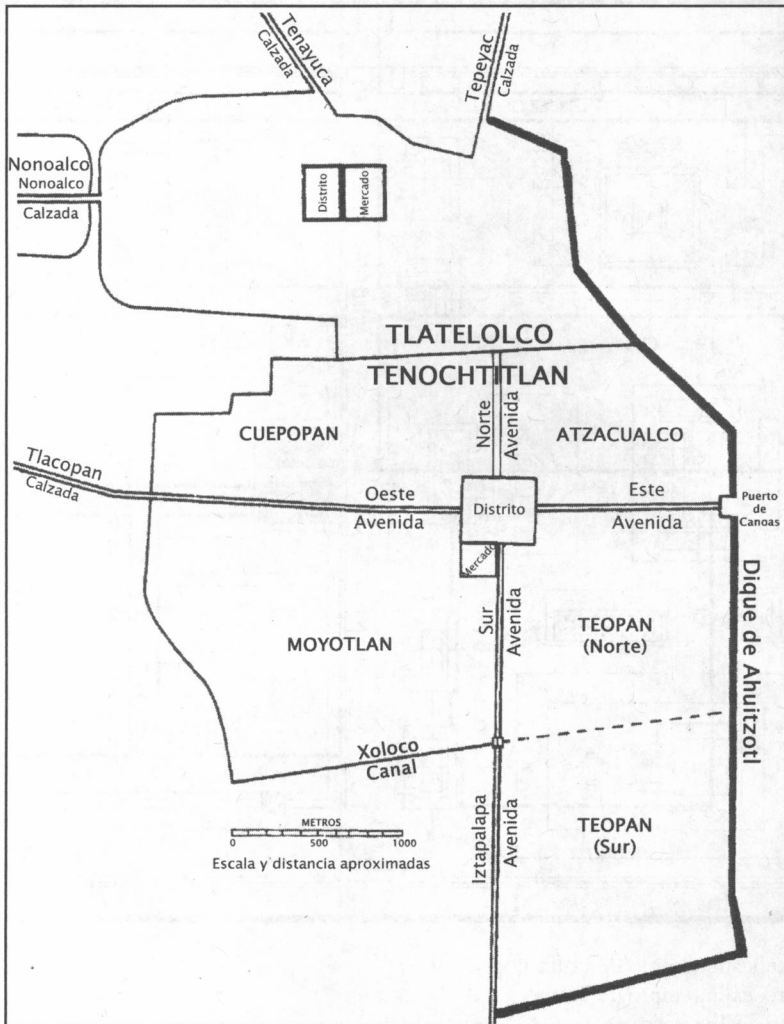 Tenayuca
Calzada
Tepeyac
Calzada
Nonoalco
Nonoalco
Calzada
Distrito
Mercado
TLATELOLCO
TENOCHTITLAN
CUEPOPAN
Norte
Avenida
ATZACUALCO
Tlacopan
Calzada
Oeste
Avenida
Distrito
Este
Avenida
Puerto
de
Canoas
Mercado
Sur
Avenida
MOYOTLAN
TEOPAN
(Norte)
Dique de Ahuitzotl
Xoloco
Canal
Iztapalapa
Avenida
TEOPAN
(Sur)
METROS
0 500 1000
Escala y distancia aproximadas